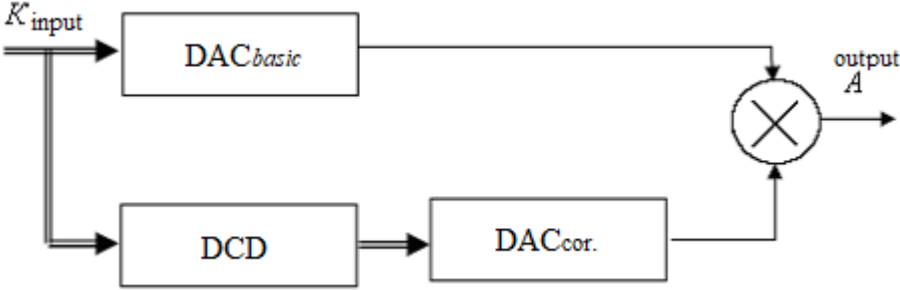 K input
DACbasic
output
A
DCD
DACcor.